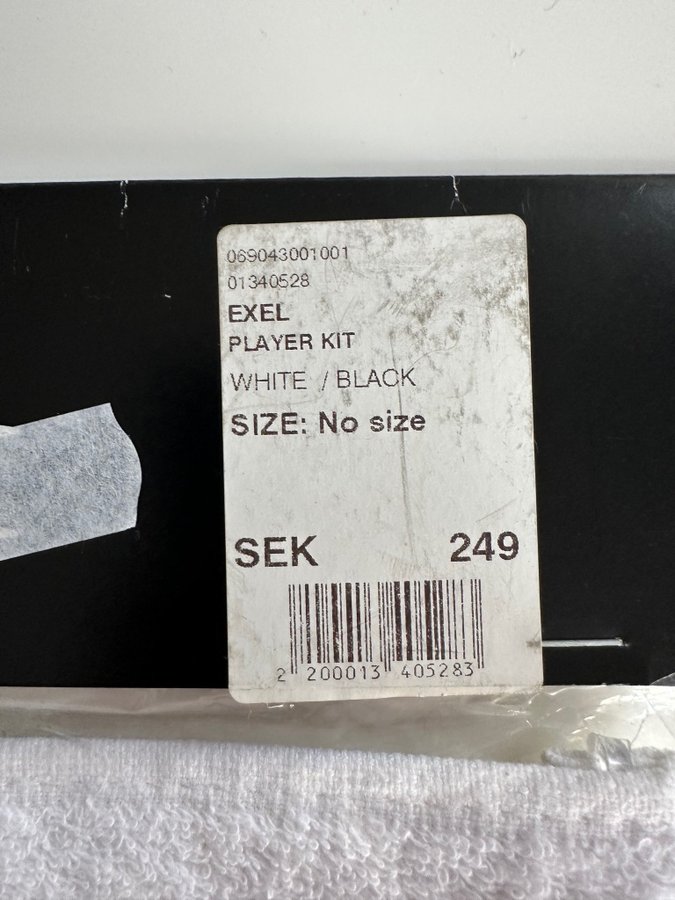 069043001001
01340528
EXEL
PLAYER KIT
WHITE / BLACK
SIZE: No size
SEK 249
2 200013 405283